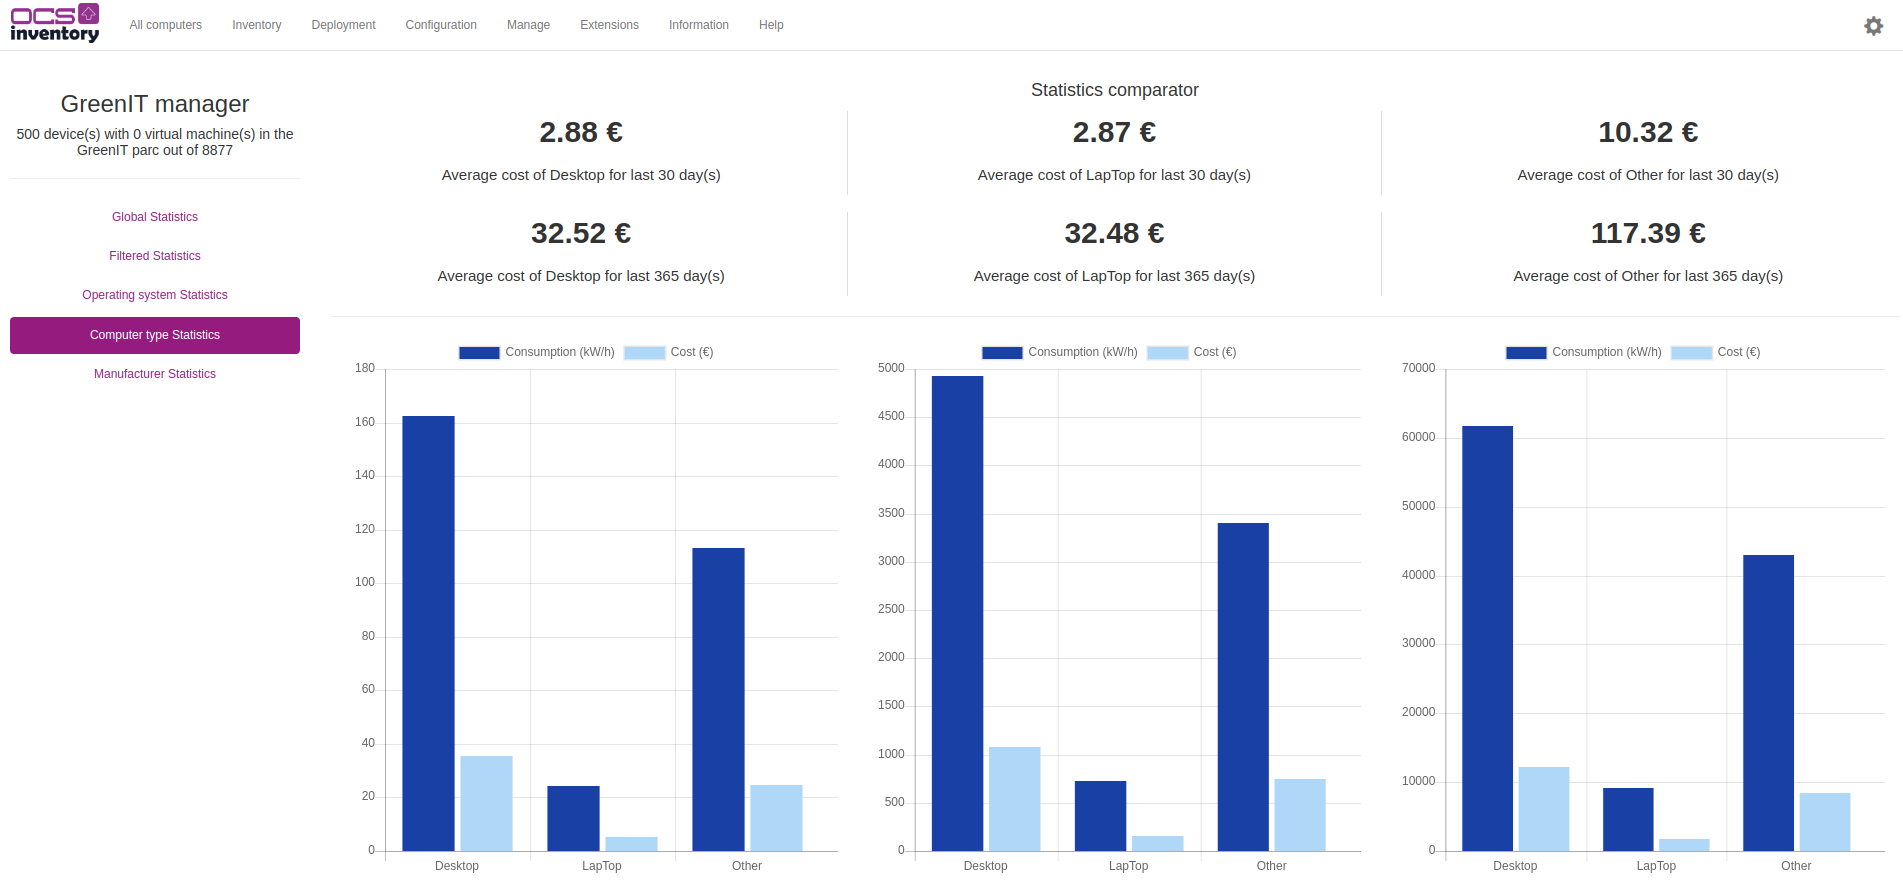 OCS
inventory
All computers Inventory Deployment Configuration Manage Extensions Information Help
GreenIT manager
500 device(s) with 0 virtual machine(s) in the
GreenIT parc out of 8877
Global Statistics
Filtered Statistics
Operating system Statistics
Computer type Statistics
Manufacturer Statistics
Statistics comparator
2.88 € 2.87 € 10.32 €
Average cost of Desktop for last 30 day(s) Average cost of LapTop for last 30 day(s) Average cost of Other for last 30 day(s)
32.52 € 32.48 € 117.39 €
Average cost of Desktop for last 365 day(s) Average cost of LapTop for last 365 day(s) Average cost of Other for last 365 day(s)
Consumption (kW/h) Cost (€)
180
160
140
120
100
80
60
40
20
0
Desktop LapTop Other
Consumption (kW/h) Cost (€)
5000
4500
4000
3500
3000
2500
2000
1500
1000
500
0
Desktop LapTop Other
Consumption (kW/h) Cost (€)
70000
60000
50000
40000
30000
20000
10000
0
Desktop LapTop Other